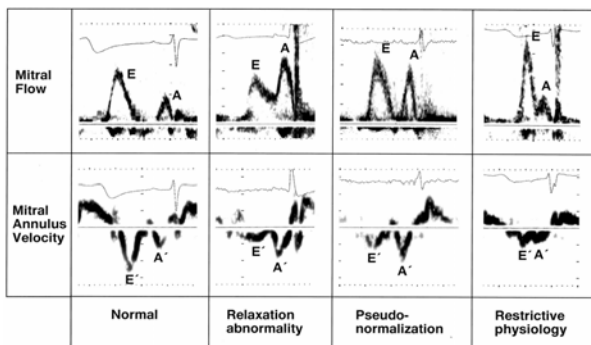 Mitral
Flow
E
A
E
A
E
A
E
A
Mitral
Annulus
Velocity
E´
A´
E´
A´
E´
A´
E´ A´
Normal
Relaxation
abnormality
Pseudo-
normalization
Restrictive
physiology